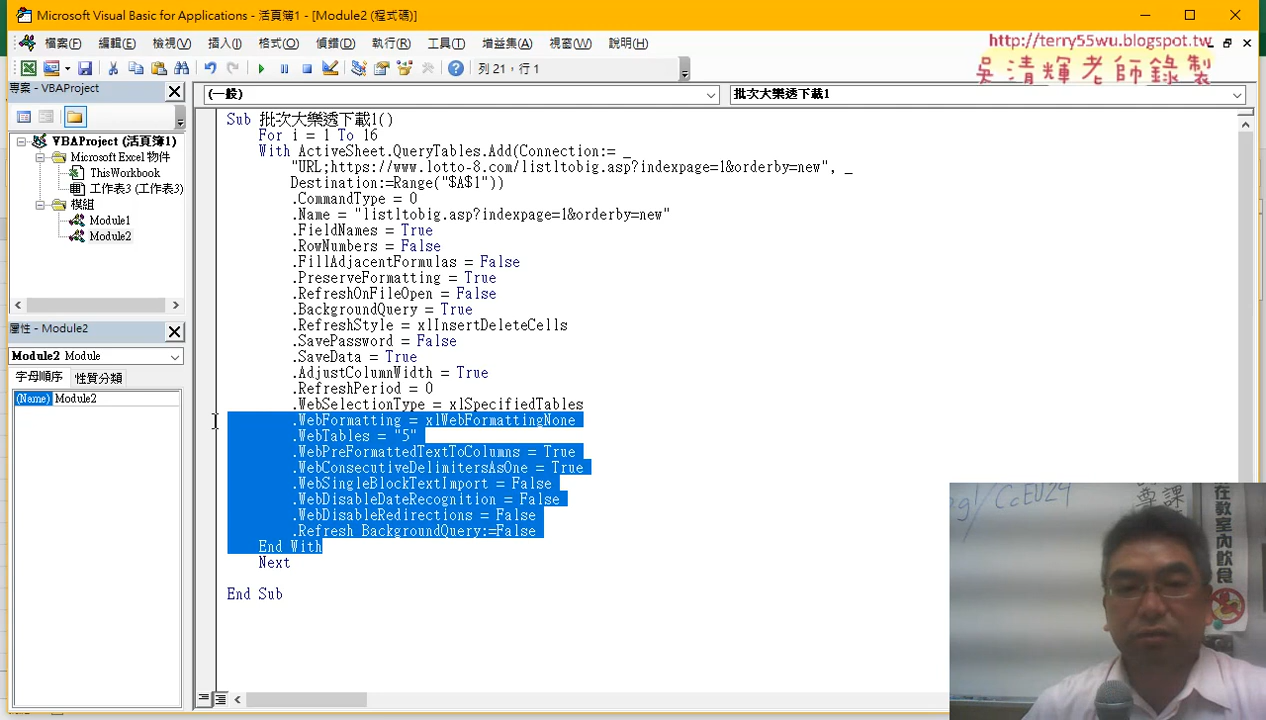 Microsoft Visual Basic for Applications - 活頁簿1 - [Module2 (程式碼)]
檔案(F) 編輯(E) 檢視(V) 插入(I) 格式(O) 偵錯(D) 執行(R) 工具(T) 增益集(A) 視窗(W) 說明(H)
http://terry55wu.blogspot.tw
吳清輝老師錄製
列 21，行 1
專案 - VBAProject
VBAProject (活頁簿1)
Microsoft Excel 物件
ThisWorkbook
工作表3 (工作表3)
模組
Module1
Module2
屬性 - Module2
Module2 Module
字母順序 性質分類
(Name) Module2
(一般) 批次大樂透下載1
Sub 批次大樂透下載1()
For i = 1 To 16
With ActiveSheet.QueryTables.Add(Connection:= _
"URL;https://www.lotto-8.com/listltobig.asp?indexpage=1&orderby=new", _
Destination:=Range("$A$1"))
.CommandType = 0
.Name = "listltobig.asp?indexpage=1&orderby=new"
.FieldNames = True
.RowNumbers = False
.FillAdjacentFormulas = False
.PreserveFormatting = True
.RefreshOnFileOpen = False
.BackgroundQuery = True
.RefreshStyle = xlInsertDeleteCells
.SavePassword = False
.SaveData = True
.AdjustColumnWidth = True
.RefreshPeriod = 0
.WebSelectionType = xlSpecifiedTables
.WebFormatting = xlWebFormattingNone
.WebTables = "5"
.WebPreFormattedTextToColumns = True
.WebConsecutiveDelimitersAsOne = True
.WebSingleBlockTextImport = False
.WebDisableDateRecognition = False
.WebDisableRedirections = False
.Refresh BackgroundQuery:=False
End With
Next
End Sub
在教室內飲食